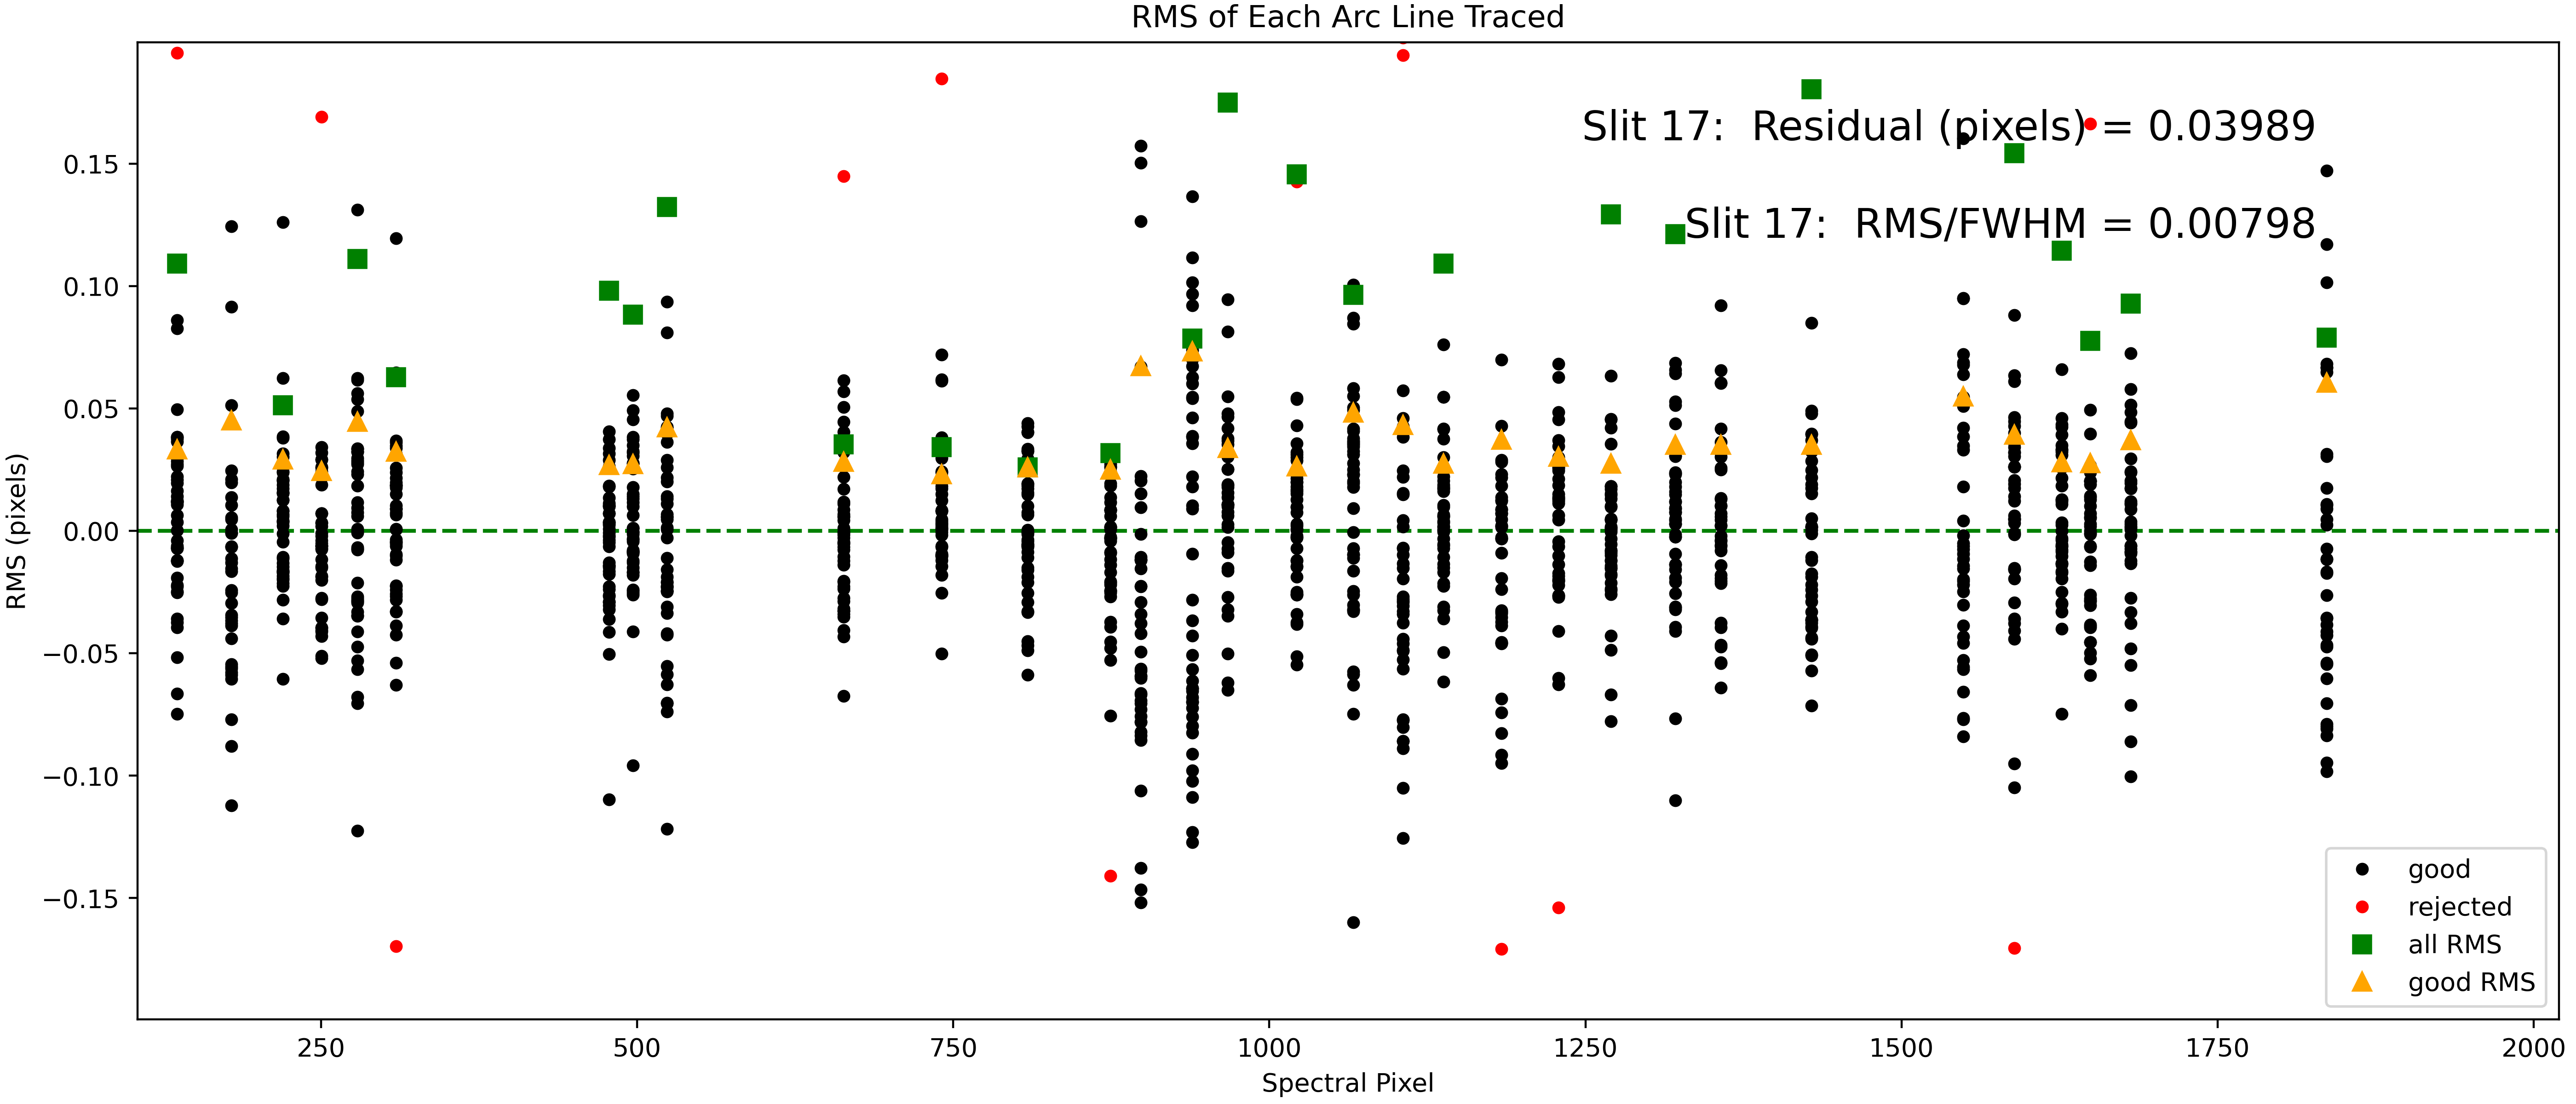 RMS of Each Arc Line Traced
Slit 17:  Residual (pixels) = 0.03989
Slit 17:  RMS/FWHM = 0.00798
RMS (pixels)
0.15
0.10
0.05
0.00
−0.05
−0.10
−0.15
good
rejected
all RMS
good RMS
250 500 750 1000 1250 1500 1750 2000
Spectral Pixel